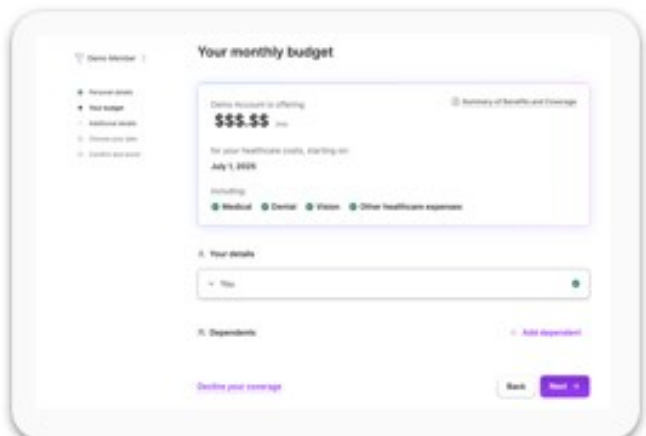 Demo Member
Personal details
Your budget
Additional details
Choose your plan
Confirm and enroll
Your monthly budget
Demo Account is offering
$$$.$$
Summary of Benefits and Coverage
for your healthcare costs, starting on:
July 1, 2025
Including:
Medical Dental Vision Other healthcare expenses
Your details
You
Dependents
+ Add dependent
Decline your coverage
Back
Next →